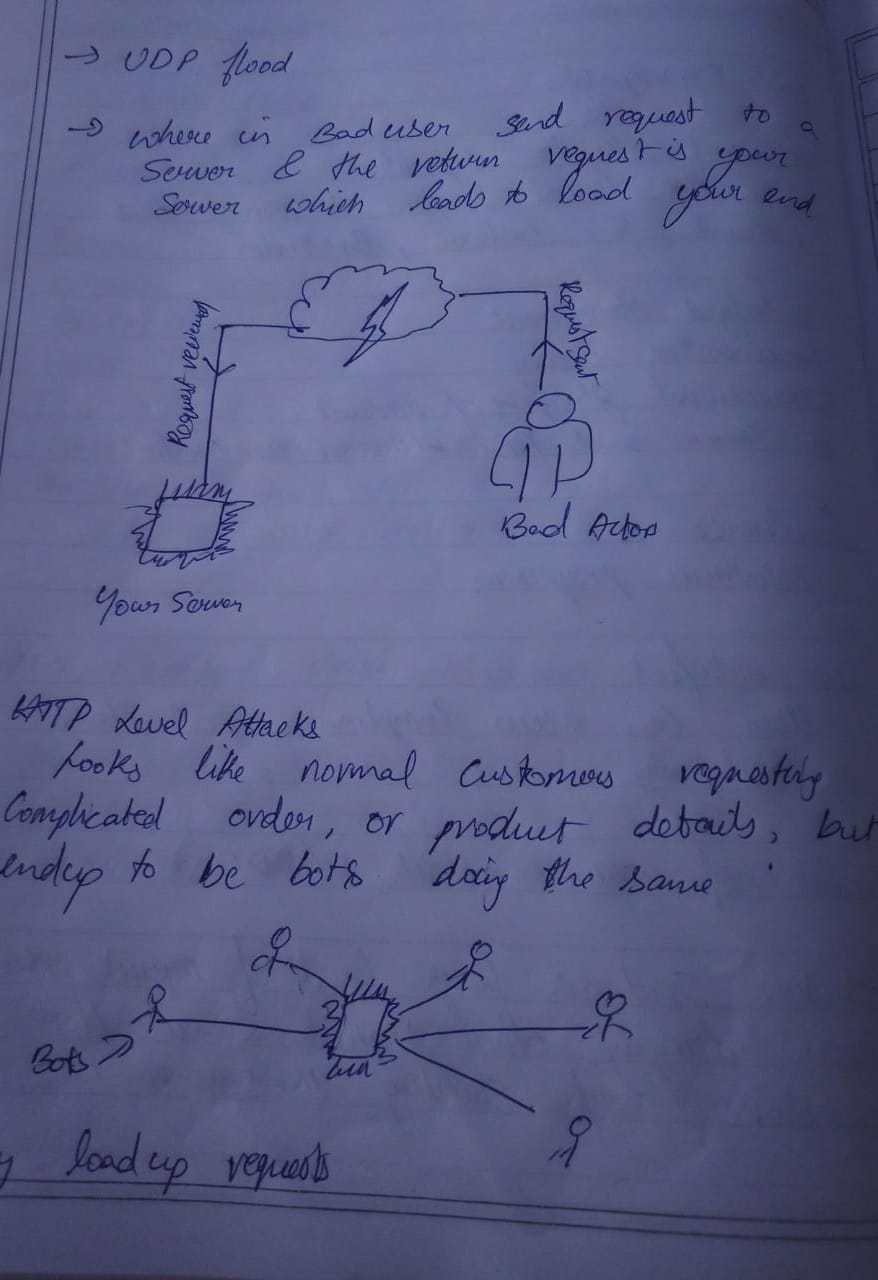 → UDP flood
→ where in Bad user send request to a
Server & the return request is your
Server which leads to load your end
Request sent
Request received
Bad Actor
Your Server
HTTP Level Attacks
Looks like normal customers requesting
Complicated order, or product details, but
endup to be bots doing the same
Bots
load up requests